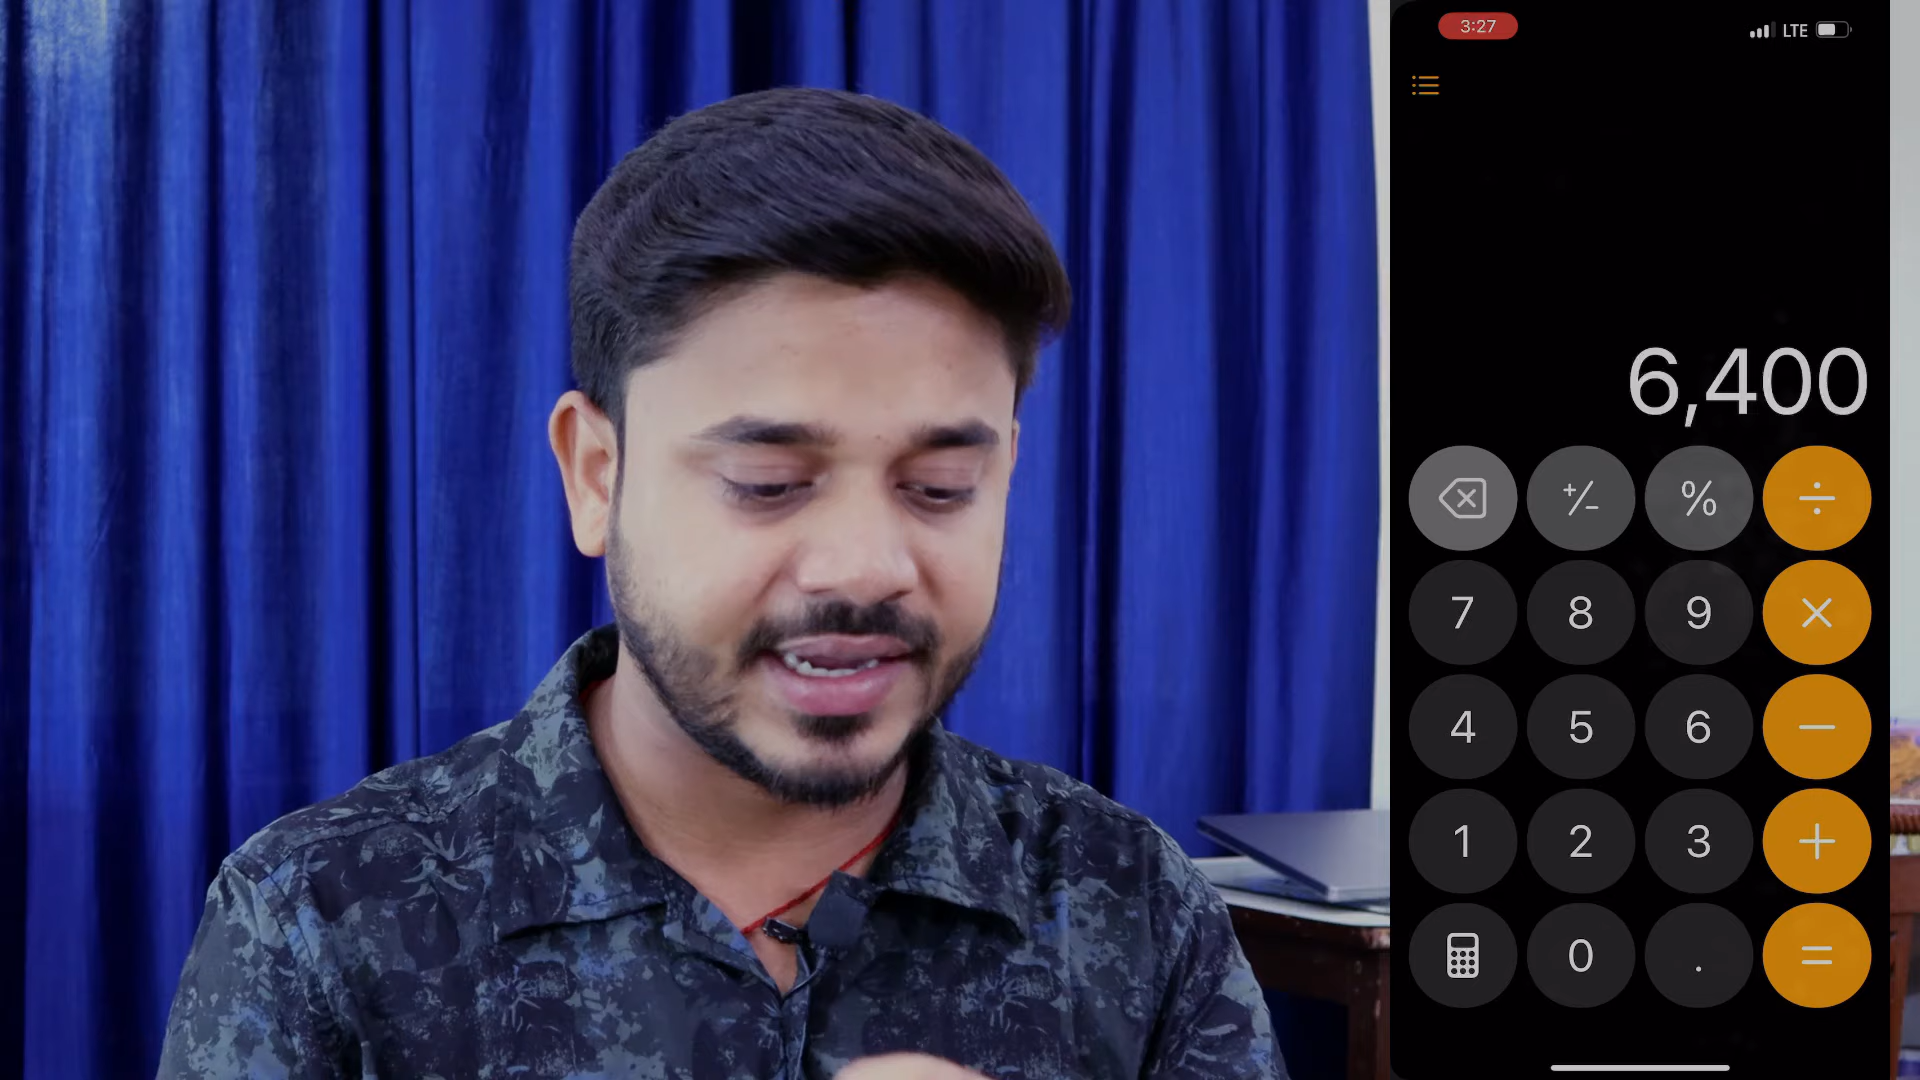 3:27
LTE
6,400
+/- % ÷
7 8 9 ×
4 5 6 −
1 2 3 +
0 . =